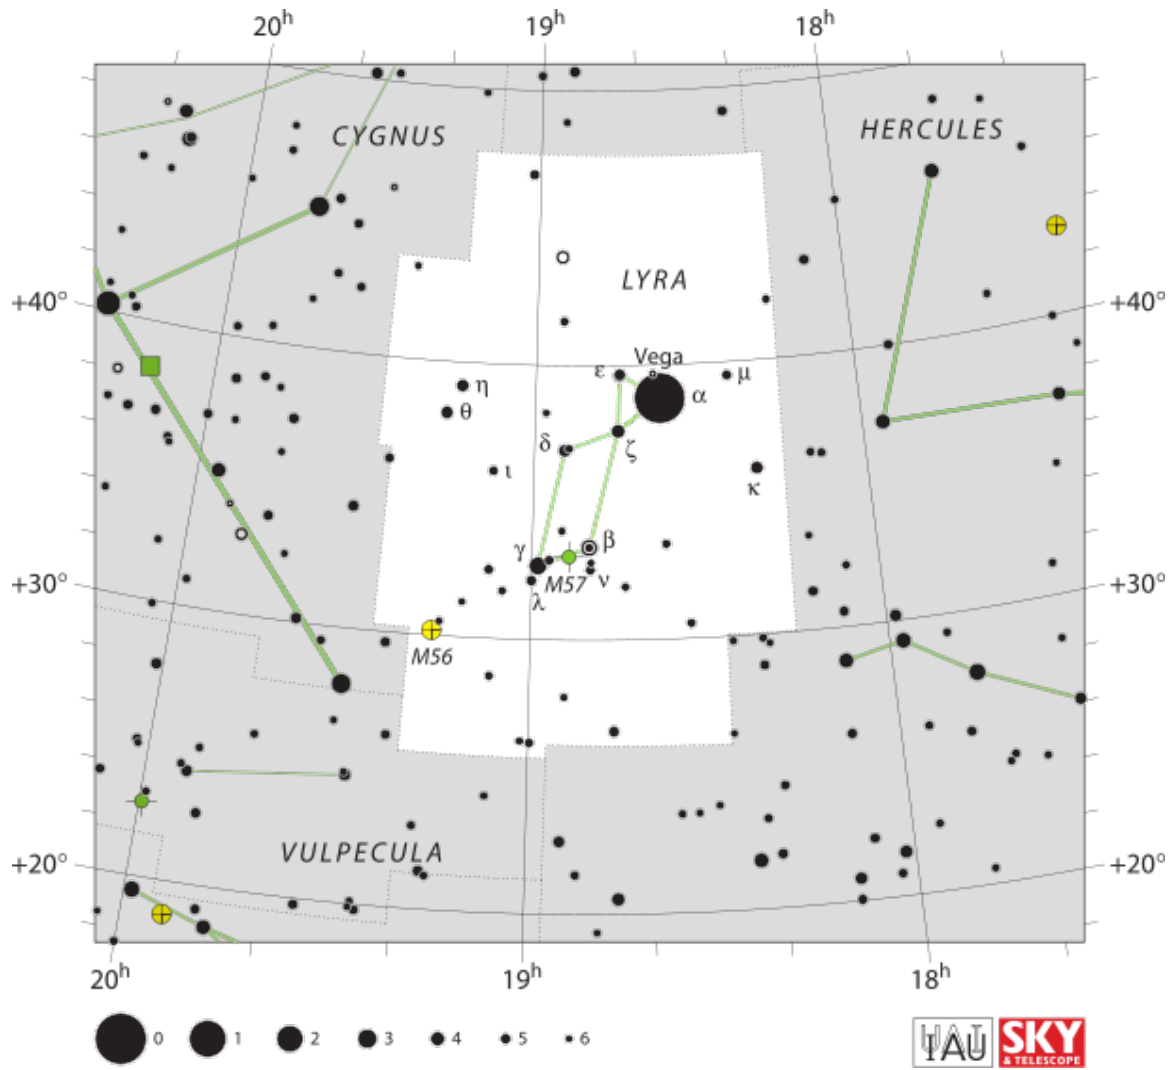 20h 19h 18h
CYGNUS HERCULES
LYRA
+40° +40°
Vega
ε μ
η α
θ
δ ζ
ι κ
γ β
M57 ν
+30° +30°
λ
M56
VULPECULA
+20° +20°
20h 19h 18h
0 1 2 3 4 5 6
IAU SKY
& TELESCOPE